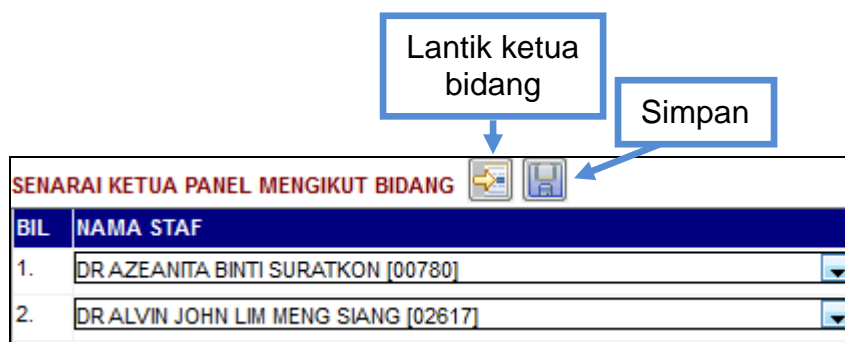 Lantik ketua
bidang
Simpan
SENARAI KETUA PANEL MENGIKUT BIDANG
BIL NAMA STAF
1. DR AZEANITA BINTI SURATKON [00780]
2. DR ALVIN JOHN LIM MENG SIANG [02617]